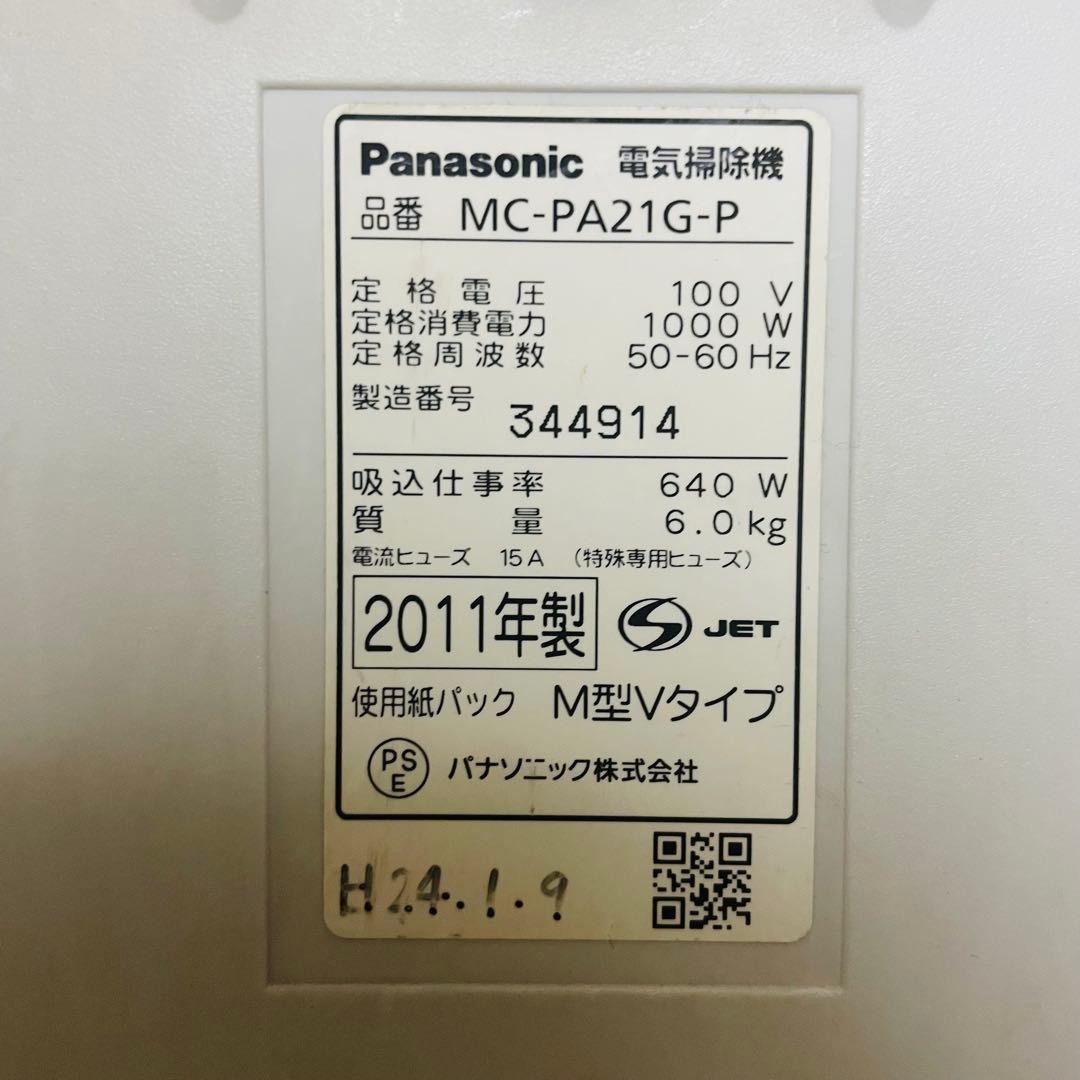 Panasonic 電気掃除機
品番 MC-PA21G-P
定格電圧 100 V
定格消費電力 1000 W
定格周波数 50-60 Hz
製造番号 344914
吸込仕事率 640 W
質量 6.0 kg
電流ヒューズ 15A (特殊専用ヒューズ)
2011年製 S JET
使用紙パック M型Vタイプ
PSE パナソニック株式会社
H24.1.9